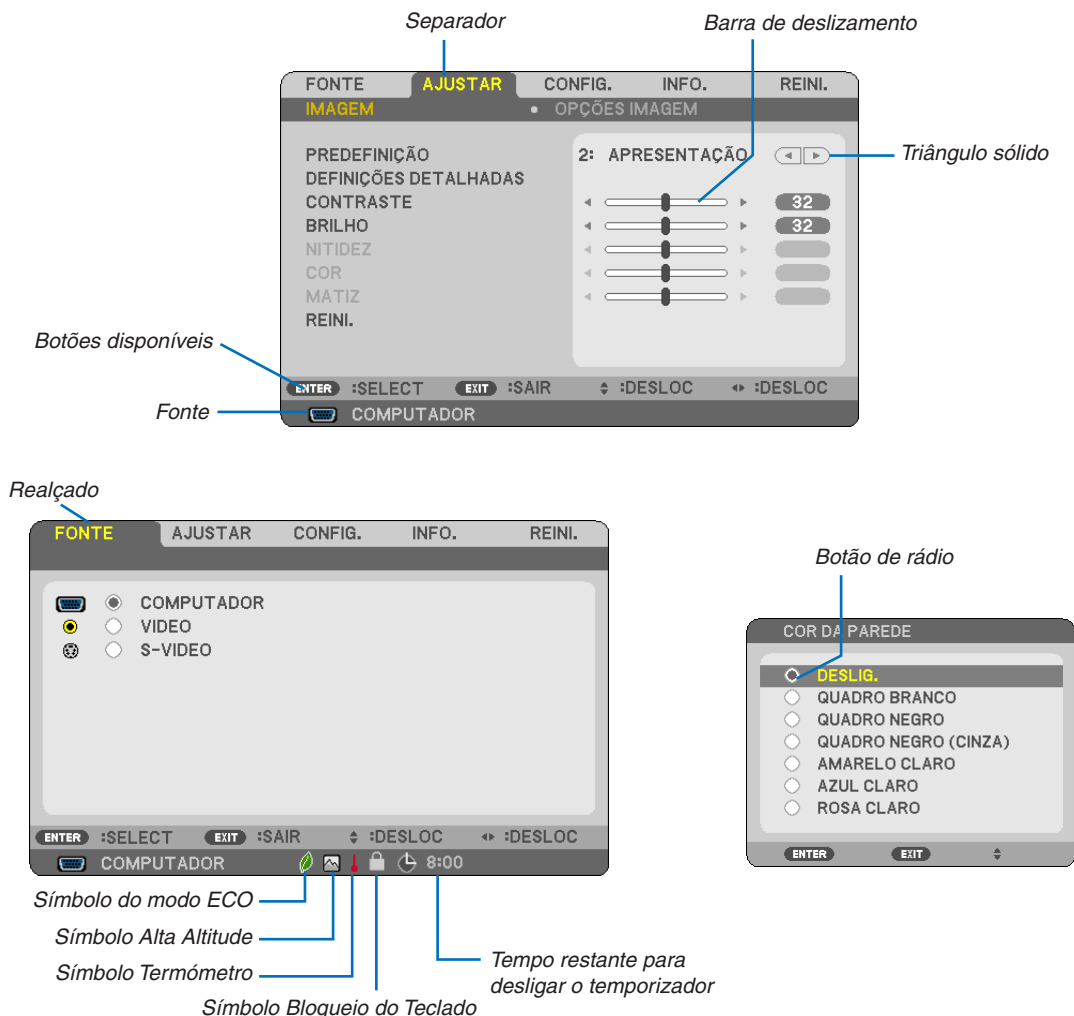 Separador
Barra de deslizamento
FONTE AJUSTAR CONFIG. INFO. REINI.
IMAGEM • OPÇÕES IMAGEM
PREDEFINIÇÃO 2: APRESENTAÇÃO
Triângulo sólido
DEFINIÇÕES DETALHADAS
CONTRASTE 32
BRILHO 32
NITIDEZ
COR
MATIZ
REINI.
Botões disponíveis
ENTER :SELECT EXIT :SAIR :DESLOC :DESLOC
Fonte
COMPUTADOR
Realçado
FONTE AJUSTAR CONFIG. INFO. REINI.
COMPUTADOR
VIDEO
S-VIDEO
ENTER :SELECT EXIT :SAIR :DESLOC :DESLOC
COMPUTADOR 8:00
Botão de rádio
COR DA PAREDE
DESLIG.
QUADRO BRANCO
QUADRO NEGRO
QUADRO NEGRO (CINZA)
AMARELO CLARO
AZUL CLARO
ROSA CLARO
ENTER EXIT
Símbolo do modo ECO
Símbolo Alta Altitude
Símbolo Termómetro
Símbolo Bloqueio do Teclado
Tempo restante para
desligar o temporizador